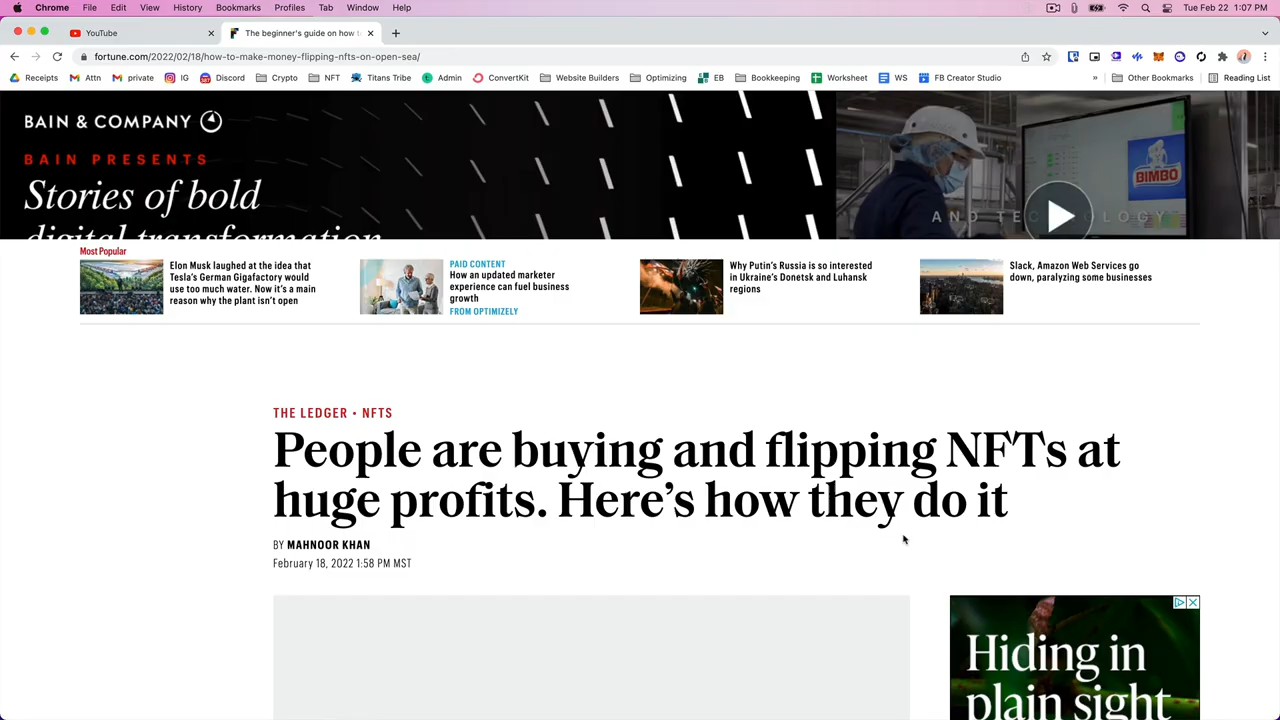 Chrome File Edit View History Bookmarks Profiles Tab Window Help Tue Feb 22 1:07 PM
YouTube
The beginner's guide on how t
fortune.com/2022/02/18/how-to-make-money-flipping-nfts-on-open-sea/
Receipts Attn private IG Discord Crypto NFT Titans Tribe Admin ConvertKit Website Builders Optimizing EB Bookkeeping Worksheet WS FB Creator Studio » Other Bookmarks Reading List
BAIN & COMPANY
BAIN PRESENTS
Stories of bold
digital transformation
BIMBO
AND TECHNOLOGY
Most Popular
Elon Musk laughed at the idea that
Tesla's German Gigafactory would
use too much water. Now it's a main
reason why the plant isn't open
PAID CONTENT
How an updated marketer
experience can fuel business
growth
FROM OPTIMIZELY
Why Putin's Russia is so interested
in Ukraine's Donetsk and Luhansk
regions
Slack, Amazon Web Services go
down, paralyzing some businesses
THE LEDGER • NFTS
People are buying and flipping NFTs at
huge profits. Here's how they do it
BY MAHNOOR KHAN
February 18, 2022 1:58 PM MST
Hiding in
plain sight